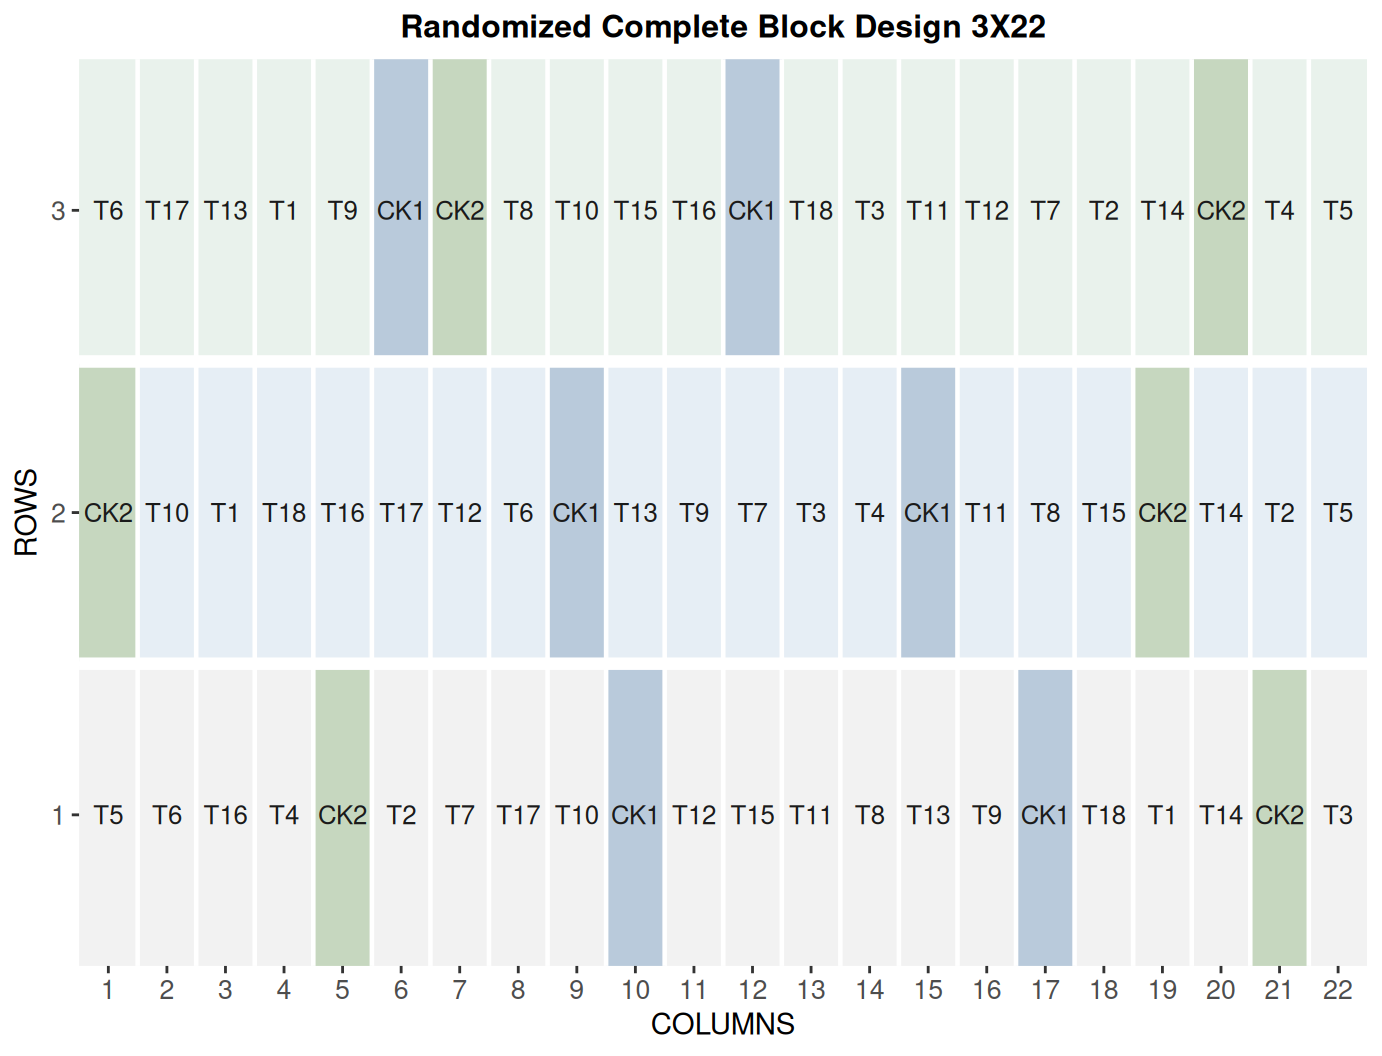 Randomized Complete Block Design 3X22
3 T6 T17 T13 T1 T9 CK1 CK2 T8 T10 T15 T16 CK1 T18 T3 T11 T12 T7 T2 T14 CK2 T4 T5
ROWS
2 CK2 T10 T1 T18 T16 T17 T12 T6 CK1 T13 T9 T7 T3 T4 CK1 T11 T8 T15 CK2 T14 T2 T5
1 T5 T6 T16 T4 CK2 T2 T7 T17 T10 CK1 T12 T15 T11 T8 T13 T9 CK1 T18 T1 T14 CK2 T3
1 2 3 4 5 6 7 8 9 10 11 12 13 14 15 16 17 18 19 20 21 22
COLUMNS